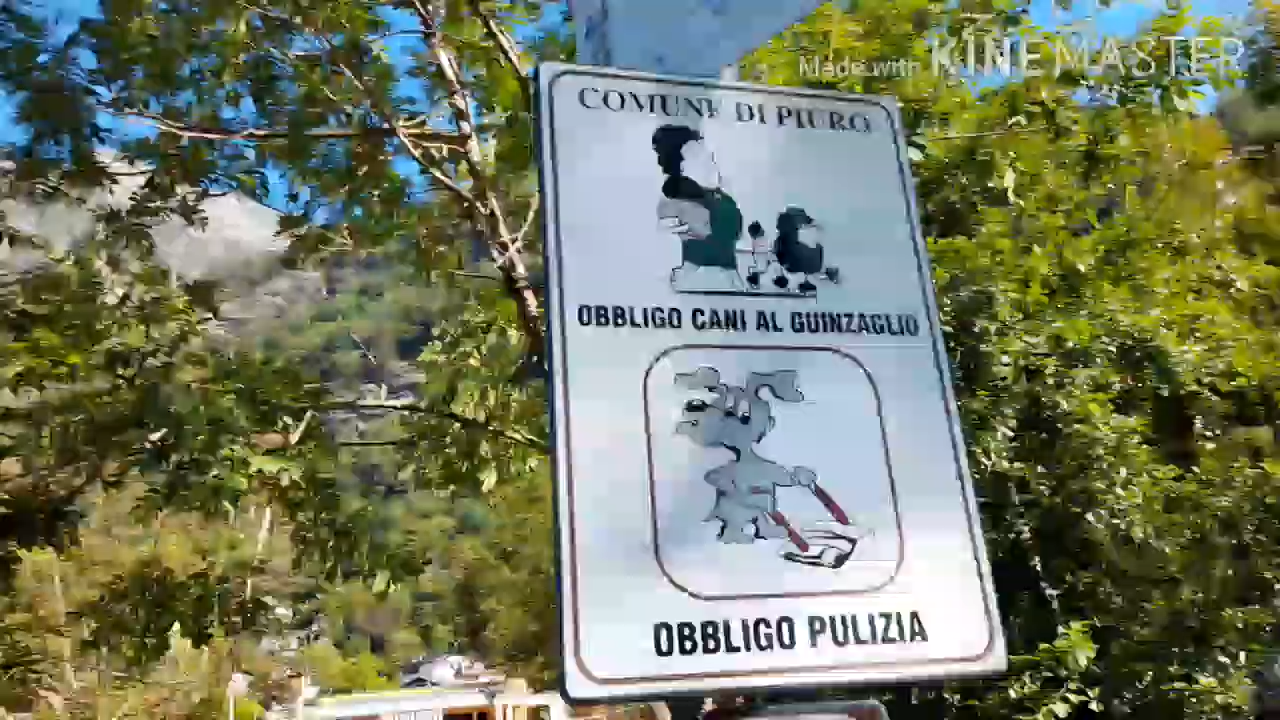 Made with KINEMASTER
COMUNE DI PIURO
OBBLIGO CANI AL GUINZAGLIO
OBBLIGO PULIZIA